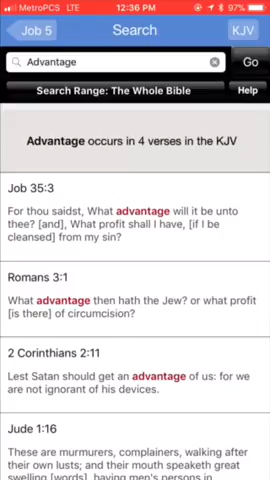 MetroPCS LTE 12:36 PM 97%
Job 5 Search KJV
Advantage Go
Search Range: The Whole Bible Help
Advantage occurs in 4 verses in the KJV
Job 35:3
For thou saidst, What advantage will it be unto
thee? [and], What profit shall I have, [if I be
cleansed] from my sin?
Romans 3:1
What advantage then hath the Jew? or what profit
[is there] of circumcision?
2 Corinthians 2:11
Lest Satan should get an advantage of us: for we
are not ignorant of his devices.
Jude 1:16
These are murmurers, complainers, walking after
their own lusts; and their mouth speaketh great
swelling [words], having men's persons in